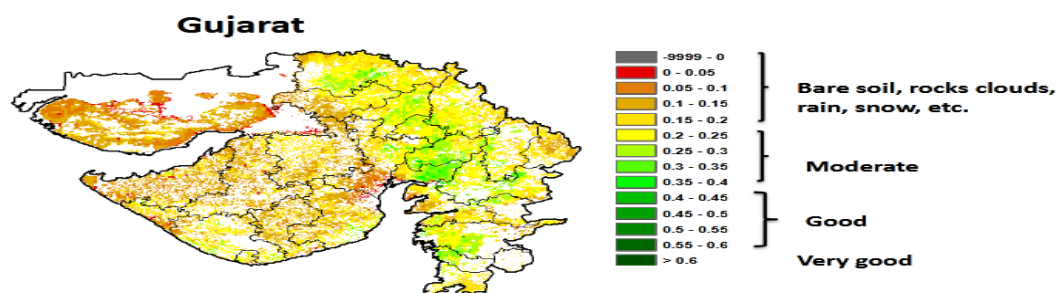 Gujarat
-9999 - 0
0 - 0.05
0.05 - 0.1
0.1 - 0.15
0.15 - 0.2
0.2 - 0.25
0.25 - 0.3
0.3 - 0.35
0.35 - 0.4
0.4 - 0.45
0.45 - 0.5
0.5 - 0.55
0.55 - 0.6
> 0.6
Bare soil, rocks clouds,
rain, snow, etc.
Moderate
Good
Very good